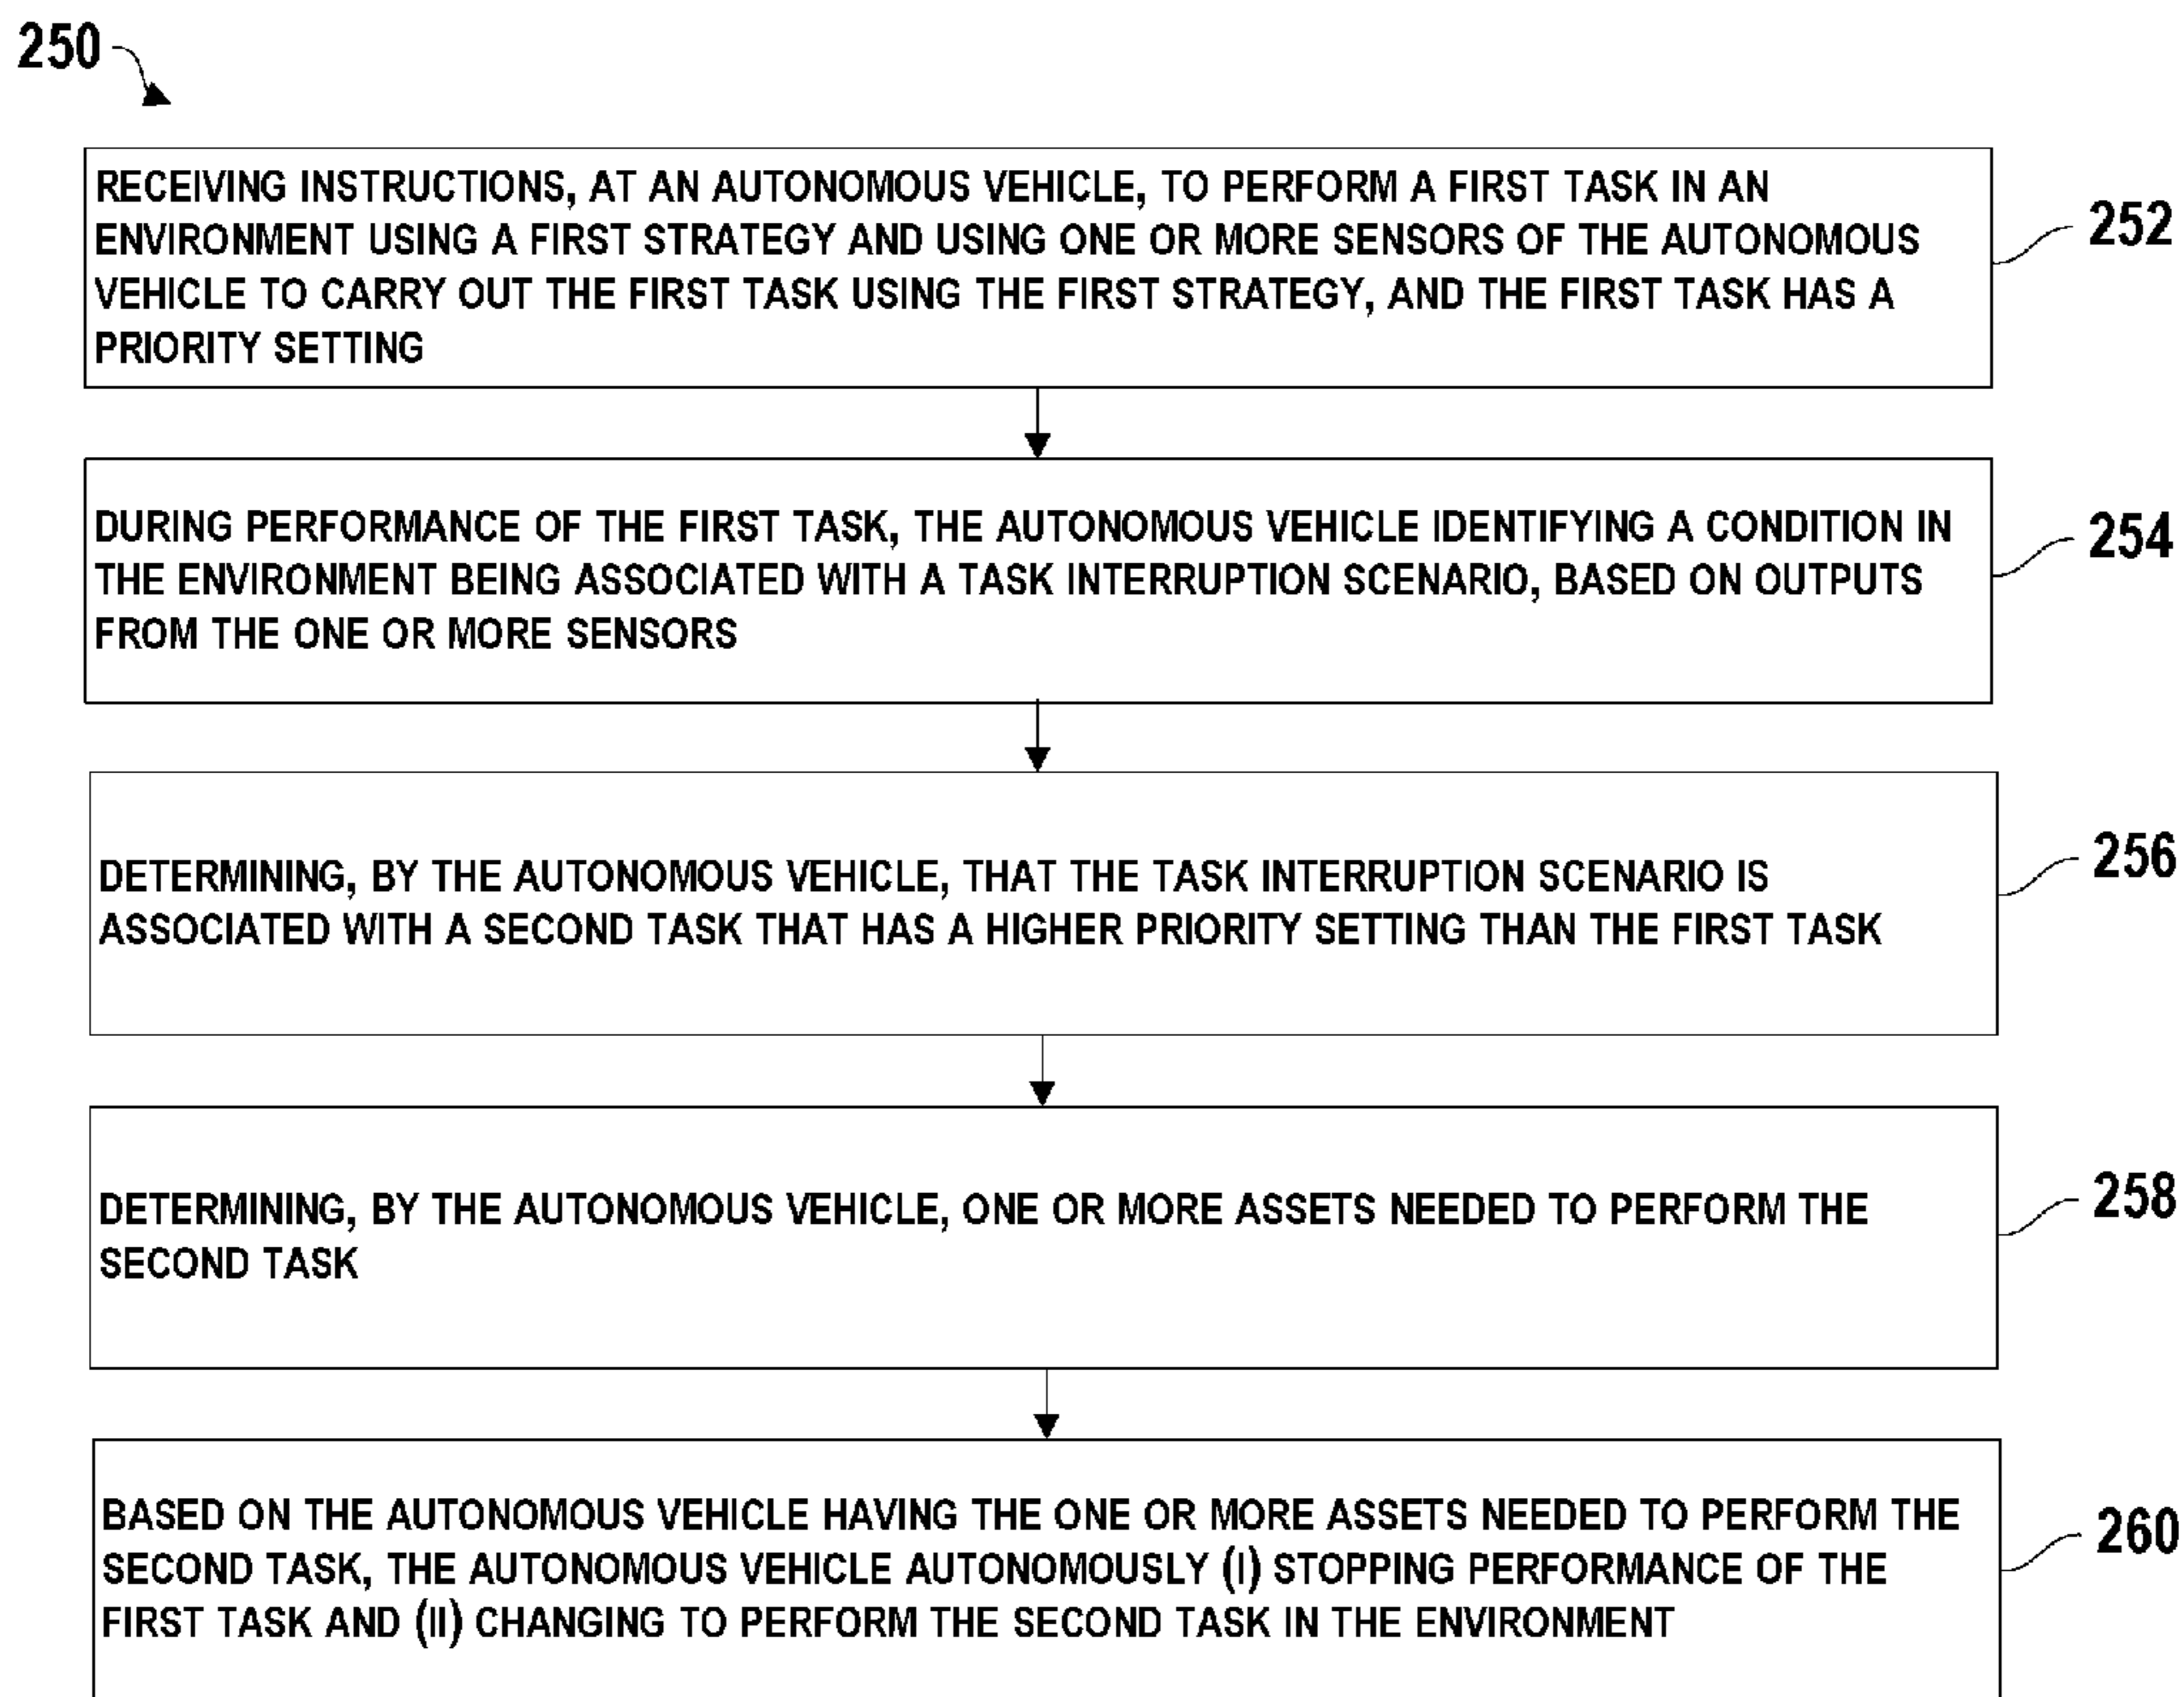 250
RECEIVING INSTRUCTIONS, AT AN AUTONOMOUS VEHICLE, TO PERFORM A FIRST TASK IN AN
ENVIRONMENT USING A FIRST STRATEGY AND USING ONE OR MORE SENSORS OF THE AUTONOMOUS
VEHICLE TO CARRY OUT THE FIRST TASK USING THE FIRST STRATEGY, AND THE FIRST TASK HAS A
PRIORITY SETTING
252
DURING PERFORMANCE OF THE FIRST TASK, THE AUTONOMOUS VEHICLE IDENTIFYING A CONDITION IN
THE ENVIRONMENT BEING ASSOCIATED WITH A TASK INTERRUPTION SCENARIO, BASED ON OUTPUTS
FROM THE ONE OR MORE SENSORS
254
DETERMINING, BY THE AUTONOMOUS VEHICLE, THAT THE TASK INTERRUPTION SCENARIO IS
ASSOCIATED WITH A SECOND TASK THAT HAS A HIGHER PRIORITY SETTING THAN THE FIRST TASK
256
DETERMINING, BY THE AUTONOMOUS VEHICLE, ONE OR MORE ASSETS NEEDED TO PERFORM THE
SECOND TASK
258
BASED ON THE AUTONOMOUS VEHICLE HAVING THE ONE OR MORE ASSETS NEEDED TO PERFORM THE
SECOND TASK, THE AUTONOMOUS VEHICLE AUTONOMOUSLY (I) STOPPING PERFORMANCE OF THE
FIRST TASK AND (II) CHANGING TO PERFORM THE SECOND TASK IN THE ENVIRONMENT
260